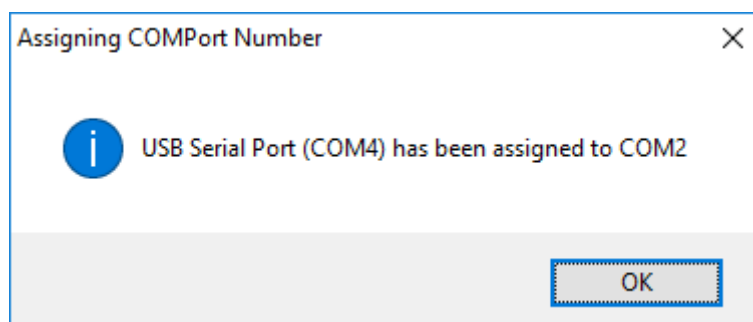 Assigning COMPort Number
USB Serial Port (COM4) has been assigned to COM2
OK